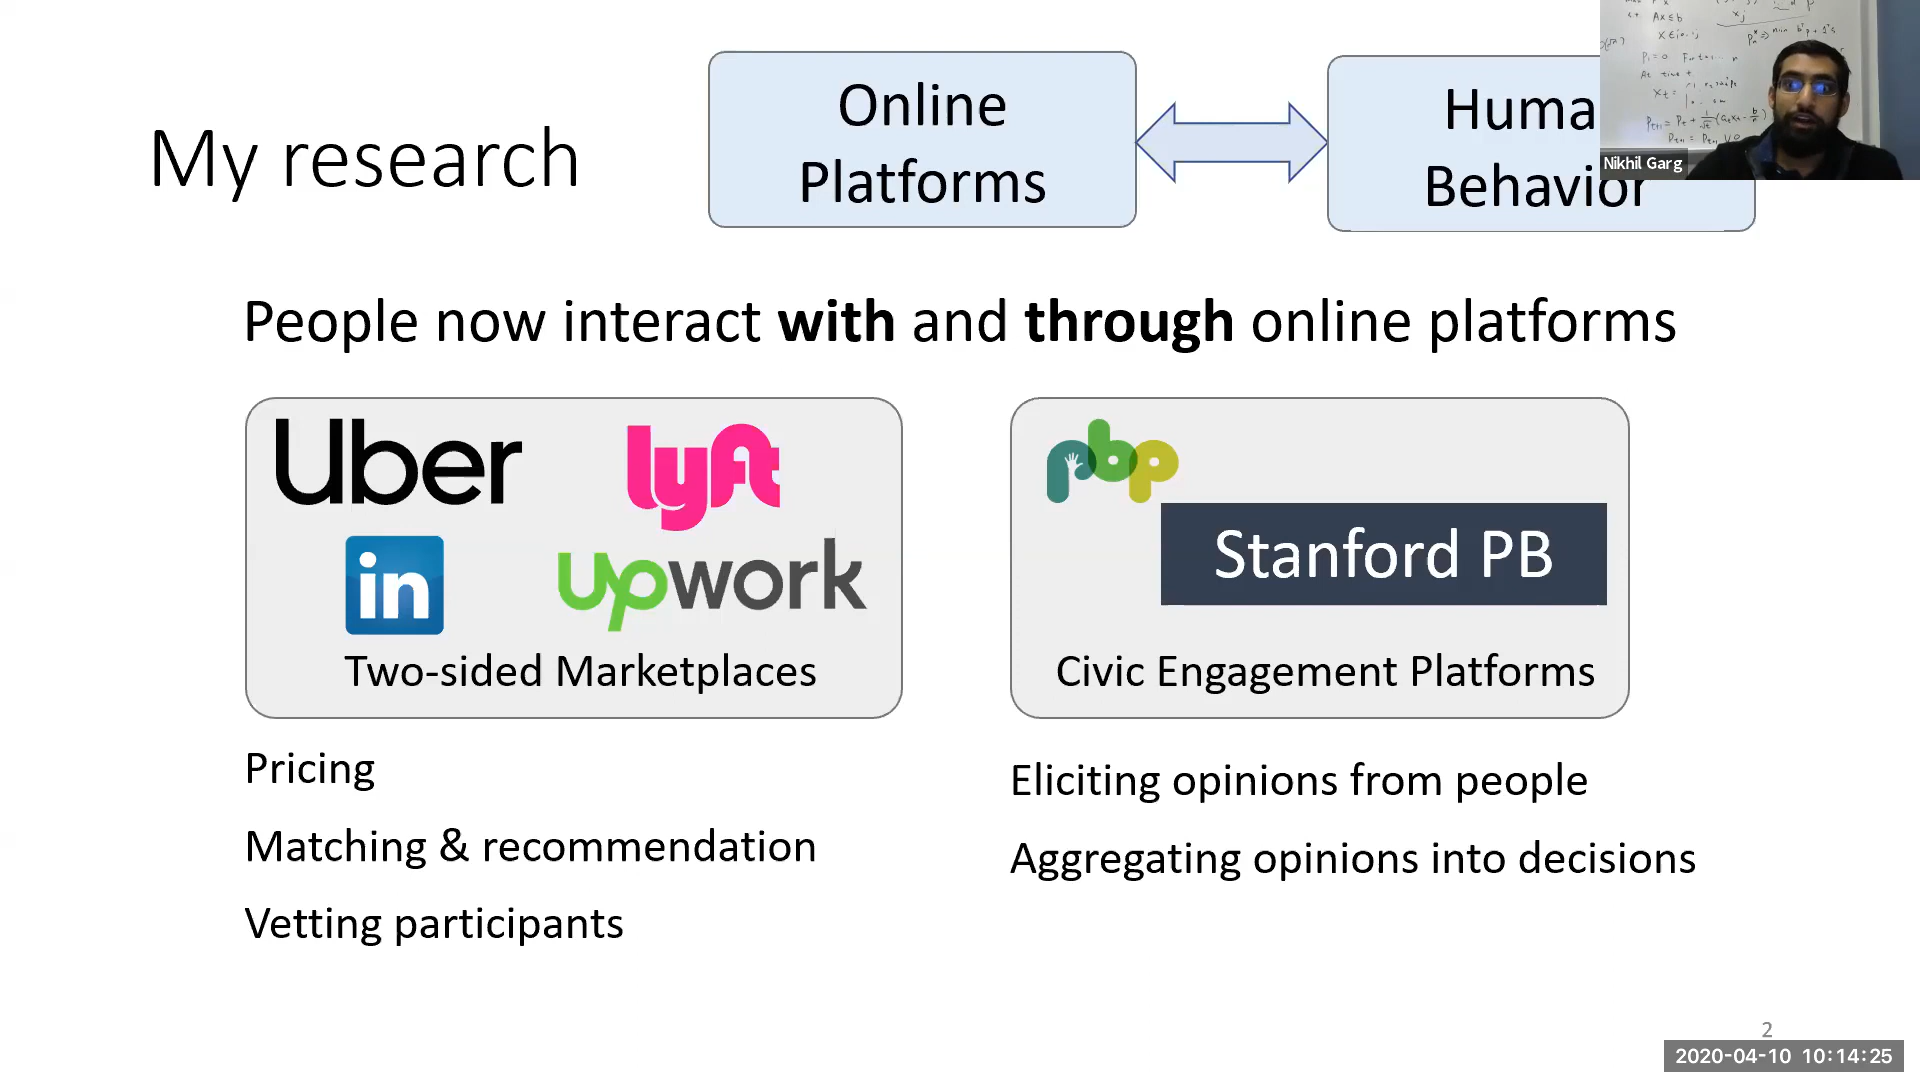 My research
Online
Platforms
Huma
Behavior
Nikhil Garg
People now interact with and through online platforms
Uber
lyft
in
upwork
Two-sided Marketplaces
pbp
Stanford PB
Civic Engagement Platforms
Pricing
Matching & recommendation
Vetting participants
Eliciting opinions from people
Aggregating opinions into decisions
2
2020-04-10 10:14:25